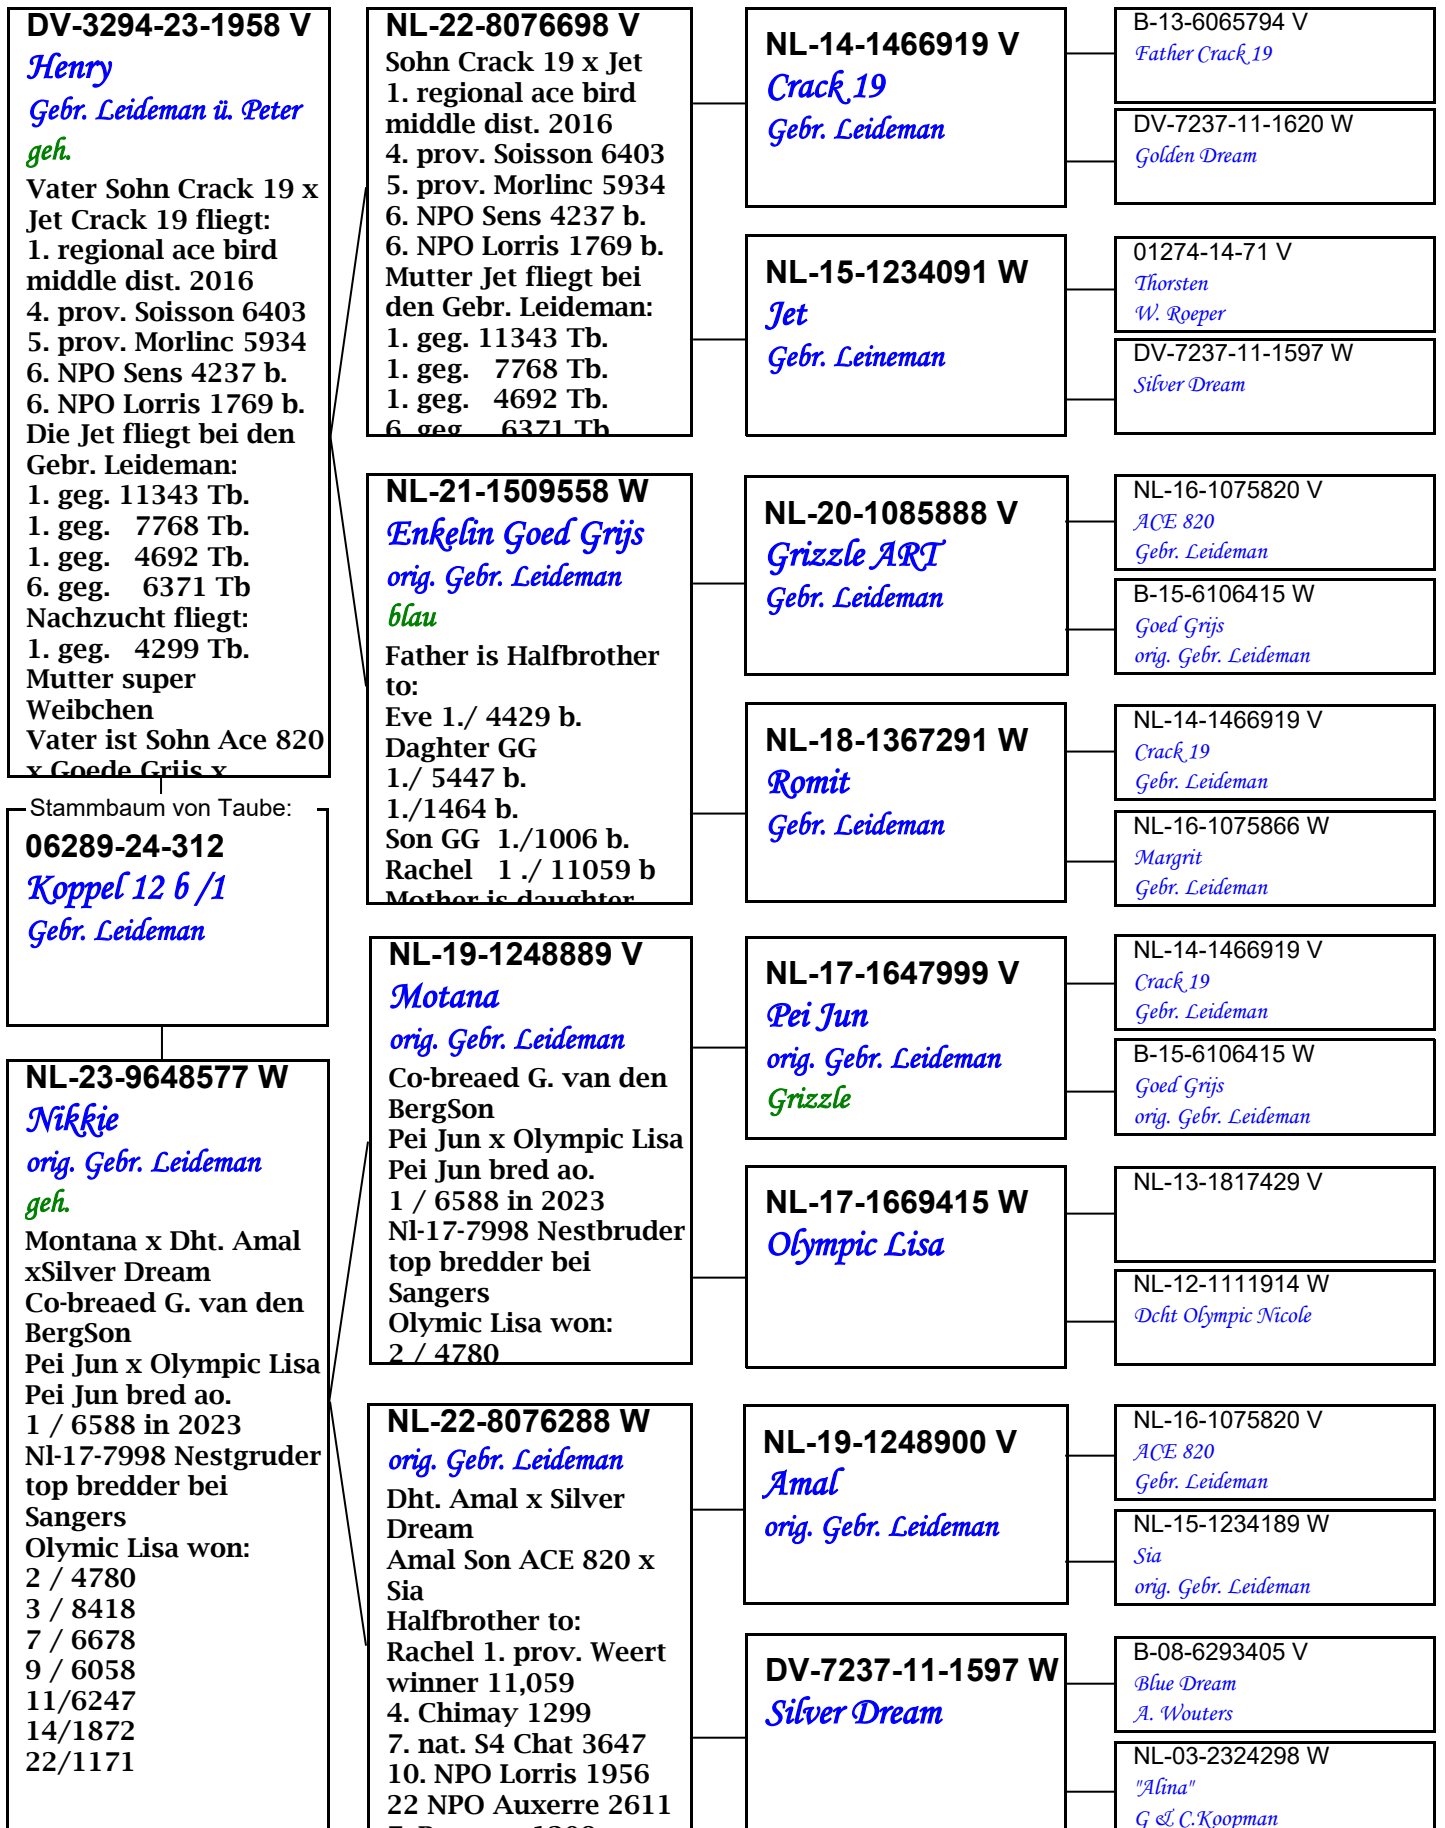 DV-3294-23-1958 V
Henry
Gebr. Leideman ü. Peter
geh.
Vater Sohn Crack 19 x
Jet Crack 19 fliegt:
1. regional ace bird
middle dist. 2016
4. prov. Soisson 6403
5. prov. Morlinc 5934
6. NPO Sens 4237 b.
6. NPO Lorris 1769 b.
Die Jet fliegt bei den
Gebr. Leideman:
1. geg. 11343 Tb.
1. geg. 7768 Tb.
1. geg. 4692 Tb.
6. geg. 6371 Tb
Nachzucht fliegt:
1. geg. 4299 Tb.
Mutter super
Weibchen
Vater ist Sohn Ace 820
x Goede Grijs x
Stammbaum von Taube:
06289-24-312
Koppel 12 b /1
Gebr. Leideman
NL-23-9648577 W
Nikkie
orig. Gebr. Leideman
geh.
Montana x Dht. Amal
xSilver Dream
Co-breaed G. van den
BergSon
Pei Jun x Olympic Lisa
Pei Jun bred ao.
1 / 6588 in 2023
Nl-17-7998 Nestgruder
top bredder bei
Sangers
Olymic Lisa won:
2 / 4780
3 / 8418
7 / 6678
9 / 6058
11/6247
14/1872
22/1171
NL-22-8076698 V
Sohn Crack 19 x Jet
1. regional ace bird
middle dist. 2016
4. prov. Soisson 6403
5. prov. Morlinc 5934
6. NPO Sens 4237 b.
6. NPO Lorris 1769 b.
Mutter Jet fliegt bei
den Gebr. Leideman:
1. geg. 11343 Tb.
1. geg. 7768 Tb.
1. geg. 4692 Tb.
6. geg. 6371 Tb
NL-21-1509558 W
Enkelin Goed Grijs
orig. Gebr. Leideman
blau
Father is Halfbrother
to:
Eve 1./ 4429 b.
Daghter GG
1./ 5447 b.
1./1464 b.
Son GG 1./1006 b.
Rachel 1 ./ 11059 b
Mother is daughter
NL-19-1248889 V
Motana
orig. Gebr. Leideman
Co-breaed G. van den
BergSon
Pei Jun x Olympic Lisa
Pei Jun bred ao.
1 / 6588 in 2023
Nl-17-7998 Nestbruder
top bredder bei
Sangers
Olymic Lisa won:
2 / 4780
NL-22-8076288 W
orig. Gebr. Leideman
Dht. Amal x Silver
Dream
Amal Son ACE 820 x
Sia
Halfbrother to:
Rachel 1. prov. Weert
winner 11,059
4. Chimay 1299
7. nat. S4 Chat 3647
10. NPO Lorris 1956
22 NPO Auxerre 2611
NL-14-1466919 V
Crack 19
Gebr. Leideman
NL-15-1234091 W
Jet
Gebr. Leineman
NL-20-1085888 V
Grizzle ART
Gebr. Leideman
NL-18-1367291 W
Romit
Gebr. Leideman
NL-17-1647999 V
Pei Jun
orig. Gebr. Leideman
Grizzle
NL-17-1669415 W
Olympic Lisa
NL-19-1248900 V
Amal
orig. Gebr. Leideman
DV-7237-11-1597 W
Silver Dream
B-13-6065794 V
Father Crack 19
DV-7237-11-1620 W
Golden Dream
01274-14-71 V
Thorsten
W. Roeper
DV-7237-11-1597 W
Silver Dream
NL-16-1075820 V
ACE 820
Gebr. Leideman
B-15-6106415 W
Goed Grijs
orig. Gebr. Leideman
NL-14-1466919 V
Crack 19
Gebr. Leideman
NL-16-1075866 W
Margrit
Gebr. Leideman
NL-14-1466919 V
Crack 19
Gebr. Leideman
B-15-6106415 W
Goed Grijs
orig. Gebr. Leideman
NL-13-1817429 V
NL-12-1111914 W
Dcht Olympic Nicole
NL-16-1075820 V
ACE 820
Gebr. Leideman
NL-15-1234189 W
Sia
orig. Gebr. Leideman
B-08-6293405 V
Blue Dream
A. Wouters
NL-03-2324298 W
"Alina"
G & C.Koopman